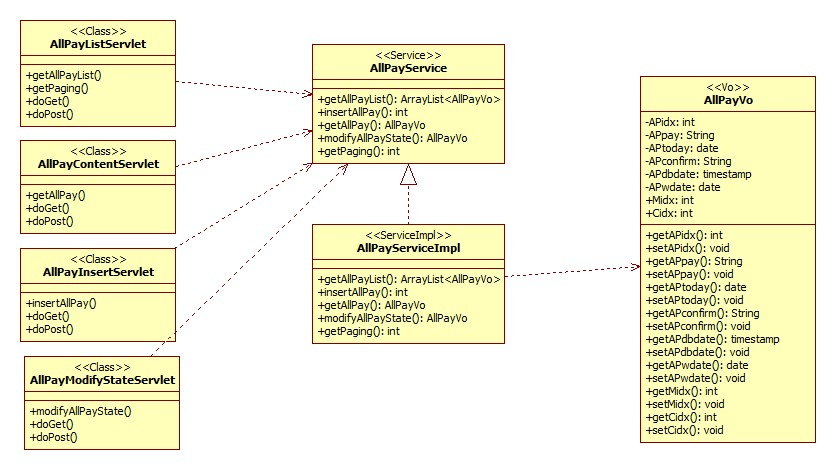 <<Class>>
AllPayListServlet
+getAllPayList()
+getPaging()
+doGet()
+doPost()
<<Class>>
AllPayContentServlet
+getAllPay()
+doGet()
+doPost()
<<Class>>
AllPayInsertServlet
+insertAllPay()
+doGet()
+doPost()
<<Class>>
AllPayModifyStateServlet
+modifyAllPayState()
+doGet()
+doPost()
<<Service>>
AllPayService
+getAllPayList(): ArrayList<AllPayVo>
+insertAllPay(): int
+getAllPay(): AllPayVo
+modifyAllPayState(): AllPayVo
+getPaging(): int
<<ServiceImpl>>
AllPayServiceImpl
+getAllPayList(): ArrayList<AllPayVo>
+insertAllPay(): int
+getAllPay(): AllPayVo
+modifyAllPayState(): AllPayVo
+getPaging(): int
<<Vo>>
AllPayVo
-APidx: int
-APpay: String
-APtoday: date
-APconfirm: String
-APdbdate: timestamp
-APwdate: date
+Midx: int
+Cidx: int
+getAPidx(): int
+setAPidx(): void
+getAPpay(): String
+setAPpay(): void
+getAPtoday(): date
+setAPtoday(): void
+getAPconfirm(): String
+setAPconfirm(): void
+getAPdbdate(): timestamp
+setAPdbdate(): void
+getAPwdate(): date
+setAPwdate(): void
+getMidx(): int
+setMidx(): void
+getCidx(): int
+setCidx(): void